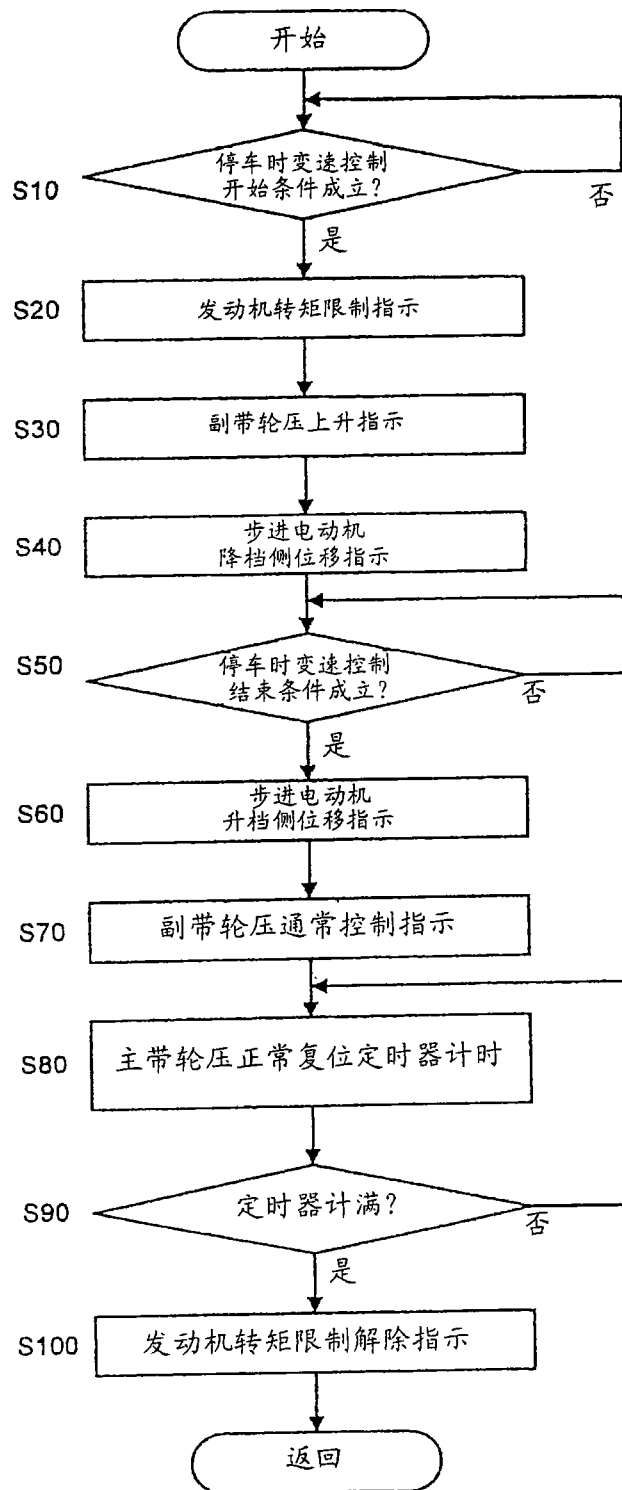 开始
停车时变速控制
开始条件成立?
S10
否
是
S20
发动机转矩限制指示
S30
副带轮压上升指示
S40
步进电动机
降档侧位移指示
S50
停车时变速控制
结束条件成立?
否
是
S60
步进电动机
升档侧位移指示
S70
副带轮压通常控制指示
S80
主带轮压正常复位定时器计时
S90
定时器计满?
否
是
S100
发动机转矩限制解除指示
返回